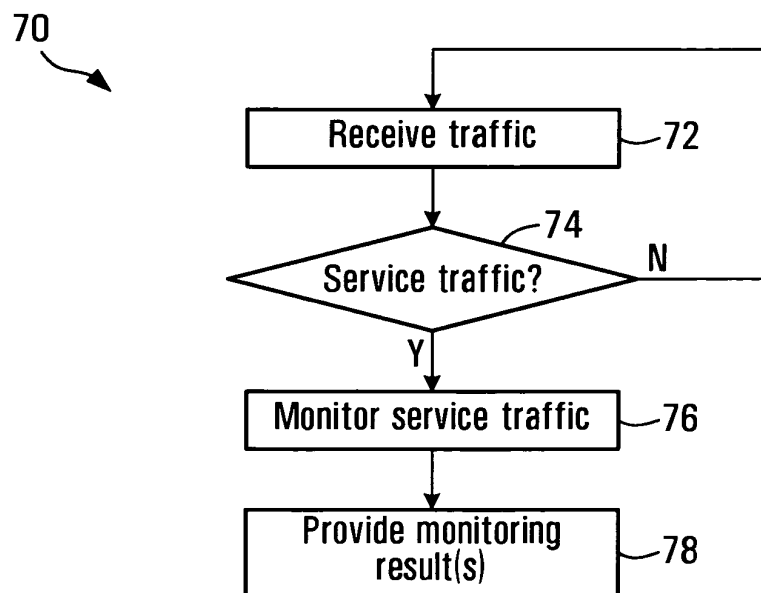 70
Receive traffic
72
74
Service traffic?
N
Y
Monitor service traffic
76
Provide monitoring
result(s)
78